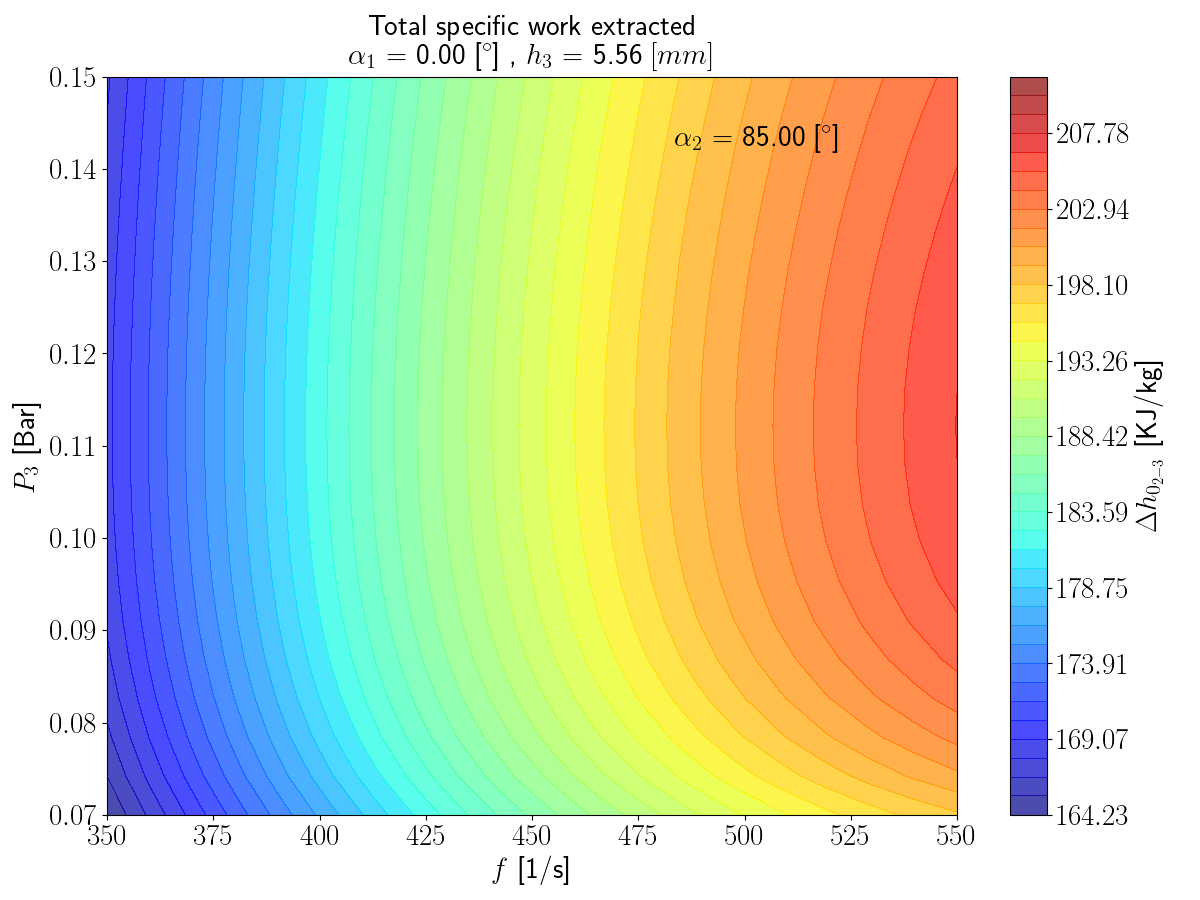 Total specific work extracted
α₁ = 0.00 [°] , h₃ = 5.56 [mm]
α₂ = 85.00 [°]
P₃ [Bar]
0.15
0.14
0.13
0.12
0.11
0.10
0.09
0.08
0.07
350 375 400 425 450 475 500 525 550
f [1/s]
207.78
202.94
198.10
193.26
188.42
183.59
178.75
173.91
169.07
164.23
Δh₀₂₋₃ [KJ/kg]